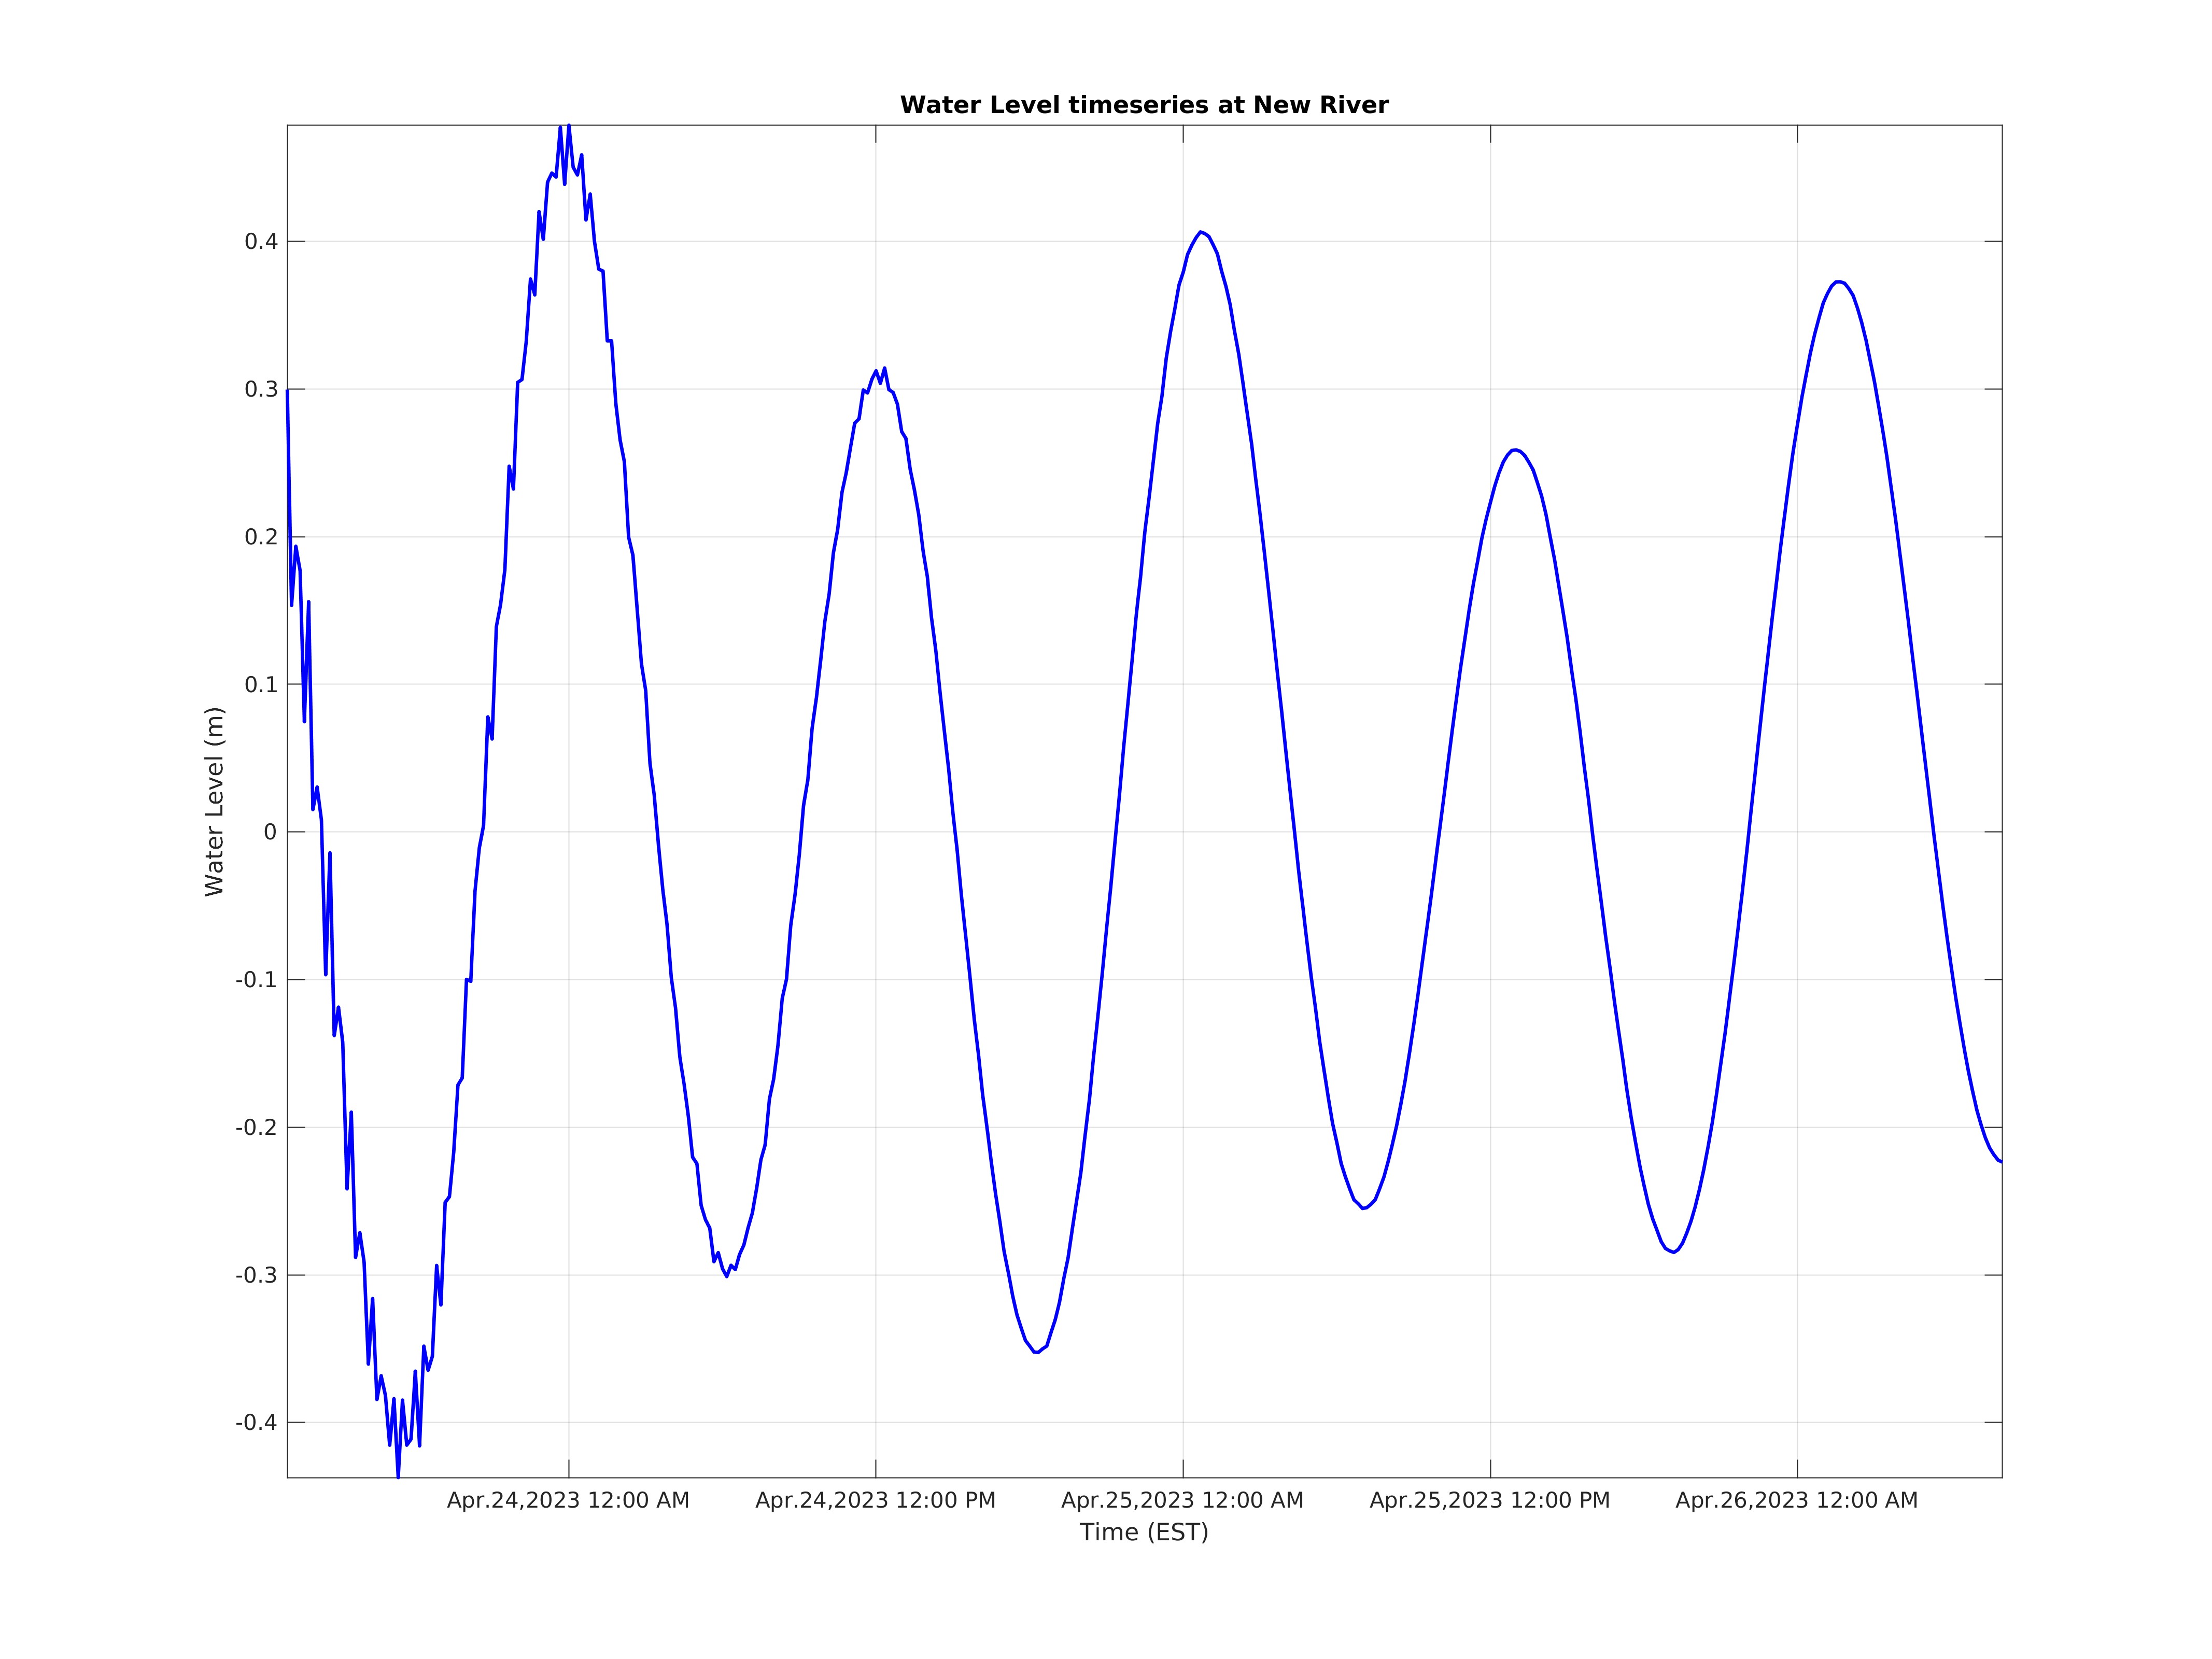 Water Level timeseries at New River
Water Level (m)
0.4
0.3
0.2
0.1
0
-0.1
-0.2
-0.3
-0.4
Apr.24,2023 12:00 AM
Apr.24,2023 12:00 PM
Apr.25,2023 12:00 AM
Apr.25,2023 12:00 PM
Apr.26,2023 12:00 AM
Time (EST)